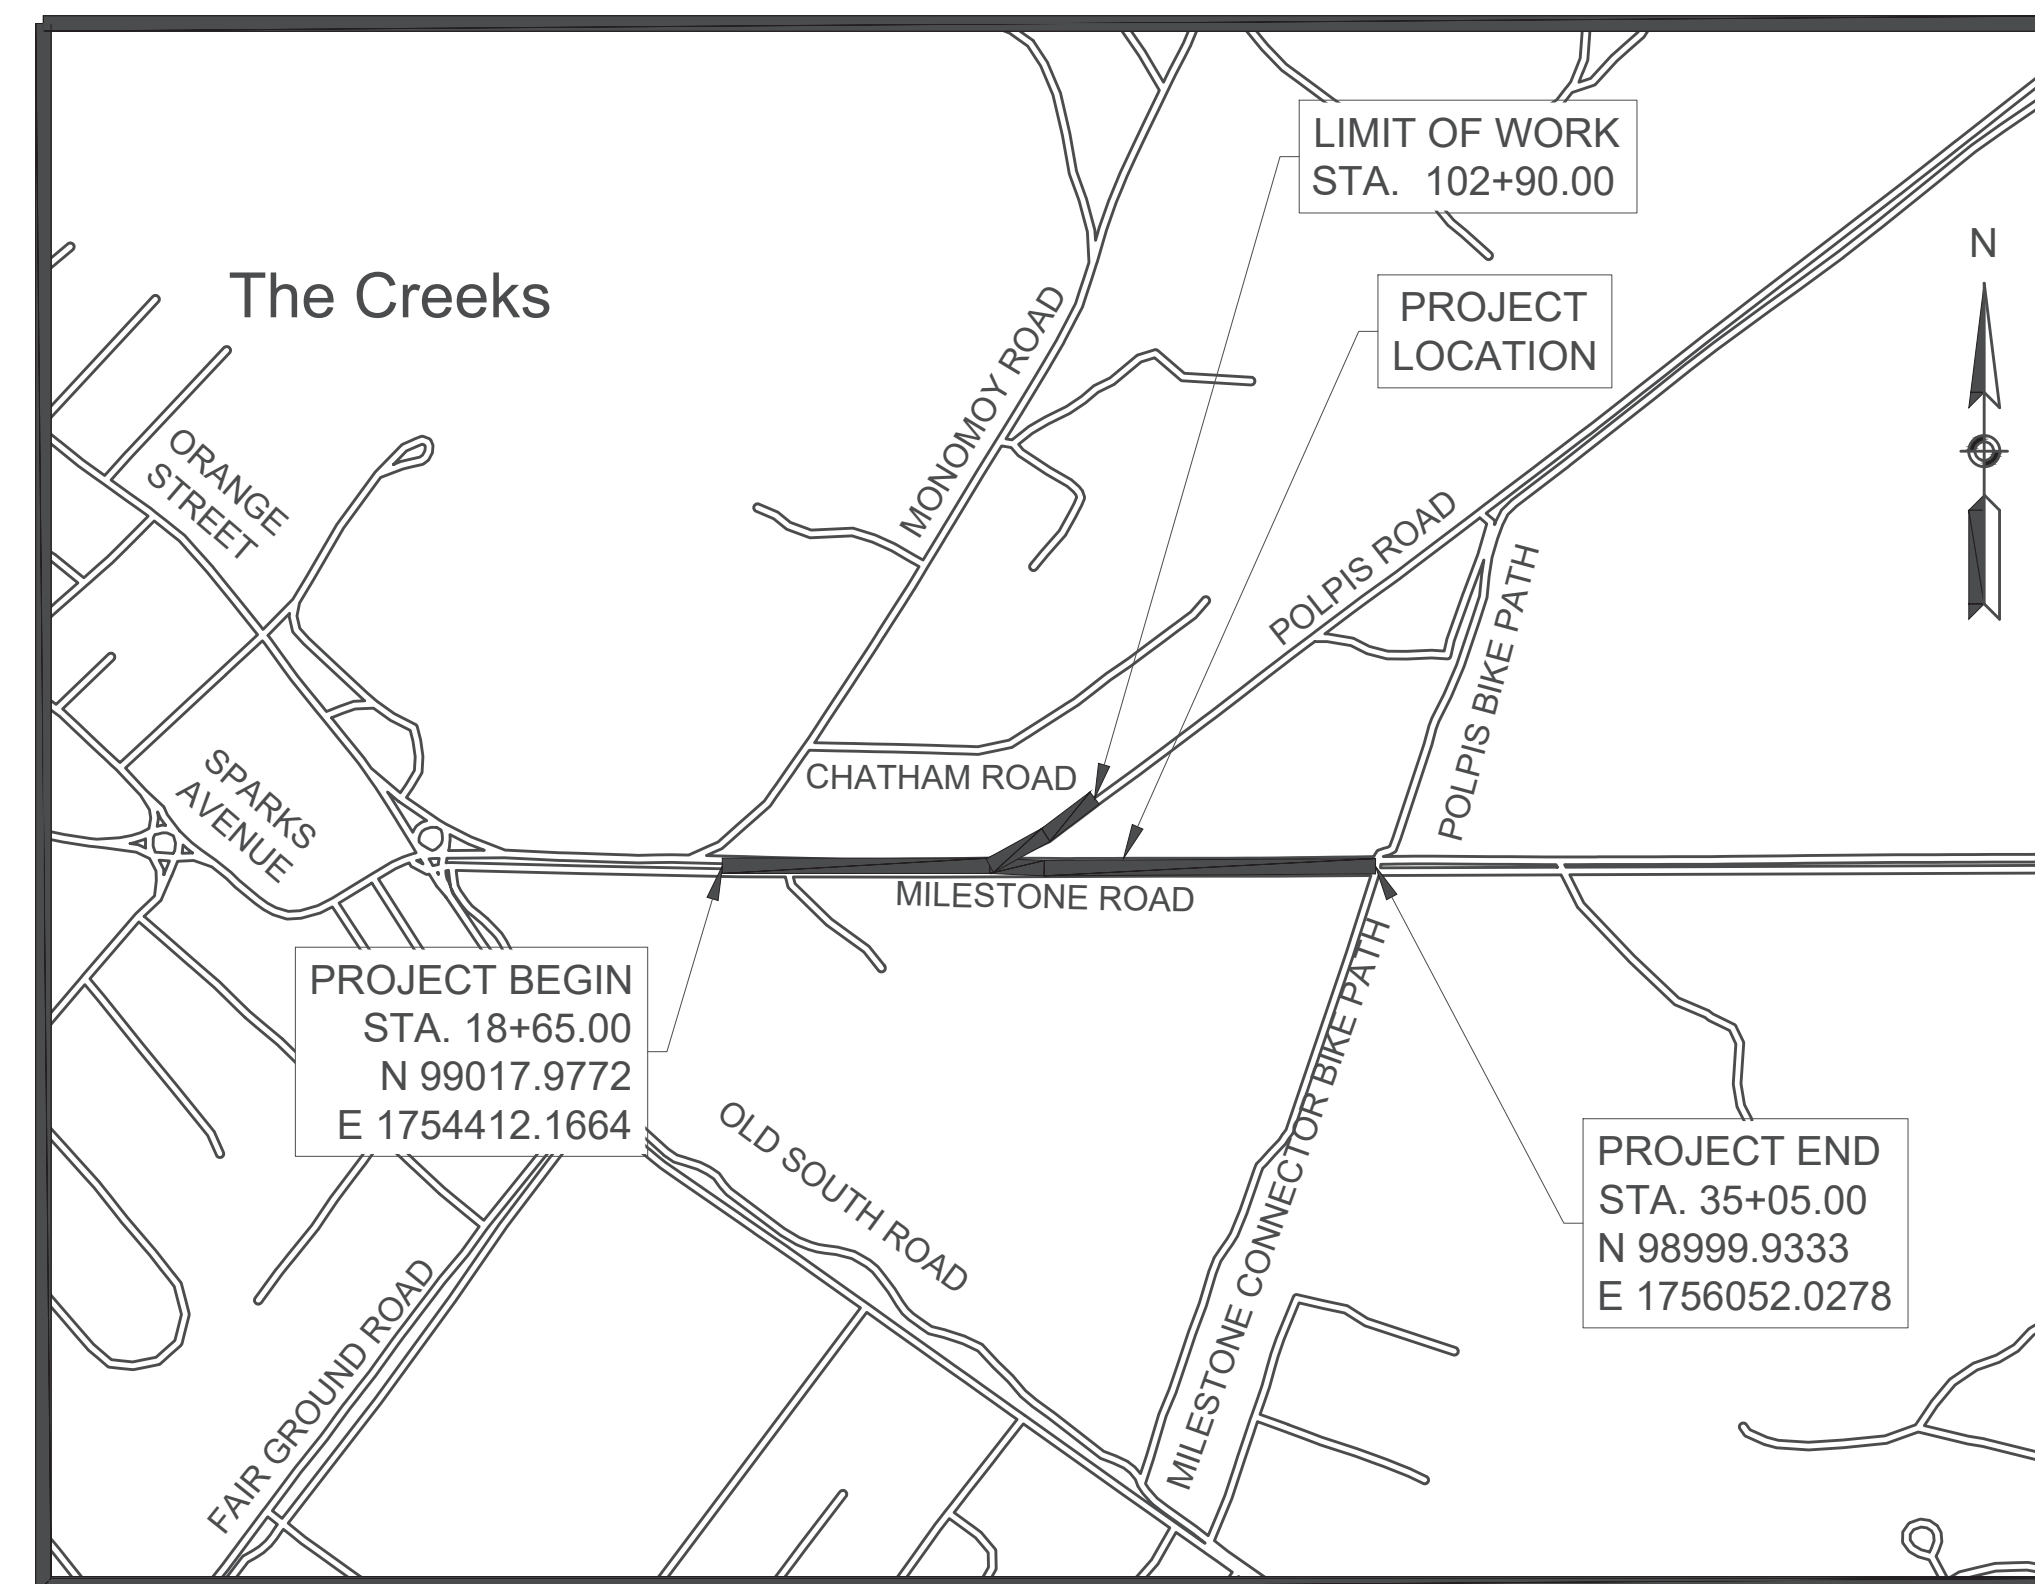 LIMIT OF WORK
STA. 102+90.00
N
The Creeks
PROJECT
LOCATION
MONOMOY ROAD
ORANGE
STREET
POLPIS ROAD
POLPIS BIKE PATH
SPARKS
AVENUE
CHATHAM ROAD
MILESTONE ROAD
PROJECT BEGIN
STA. 18+65.00
N 99017.9772
E 1754412.1664
MILESTONE CONNECTOR BIKE PATH
OLD SOUTH ROAD
PROJECT END
STA. 35+05.00
N 98999.9333
E 1756052.0278
FAIR GROUND ROAD